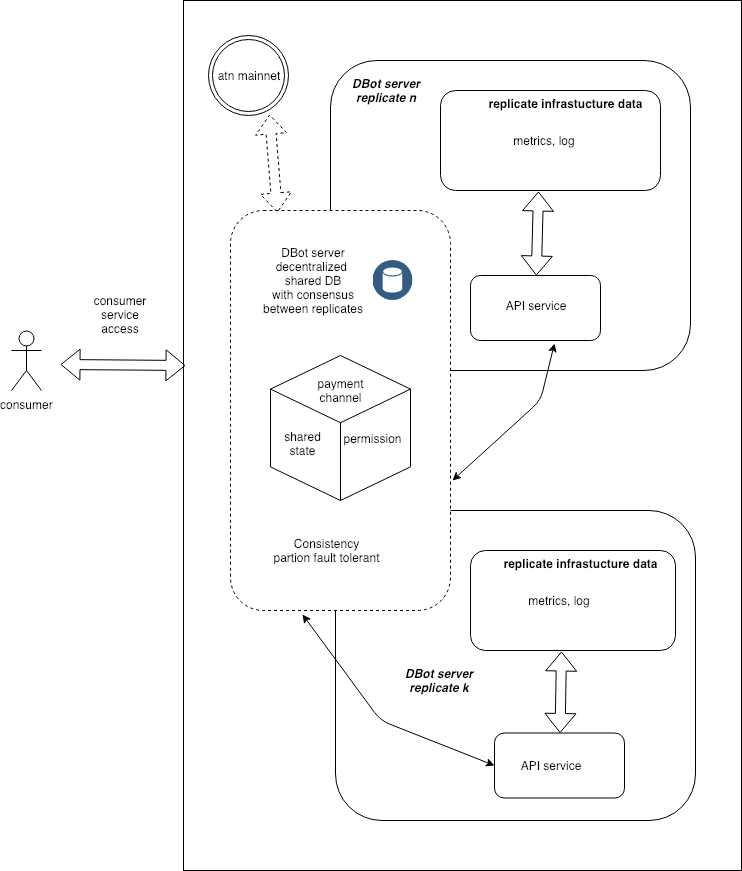 atn mainnet
DBot server
replicate n
replicate infrastucture data
metrics, log
API service
DBot server
decentralized
shared DB
with consensus
between replicates
consumer
service
access
consumer
payment
channel
shared
state
permission
Consistency
partion fault tolerant
replicate infrastucture data
metrics, log
DBot server
replicate k
API service